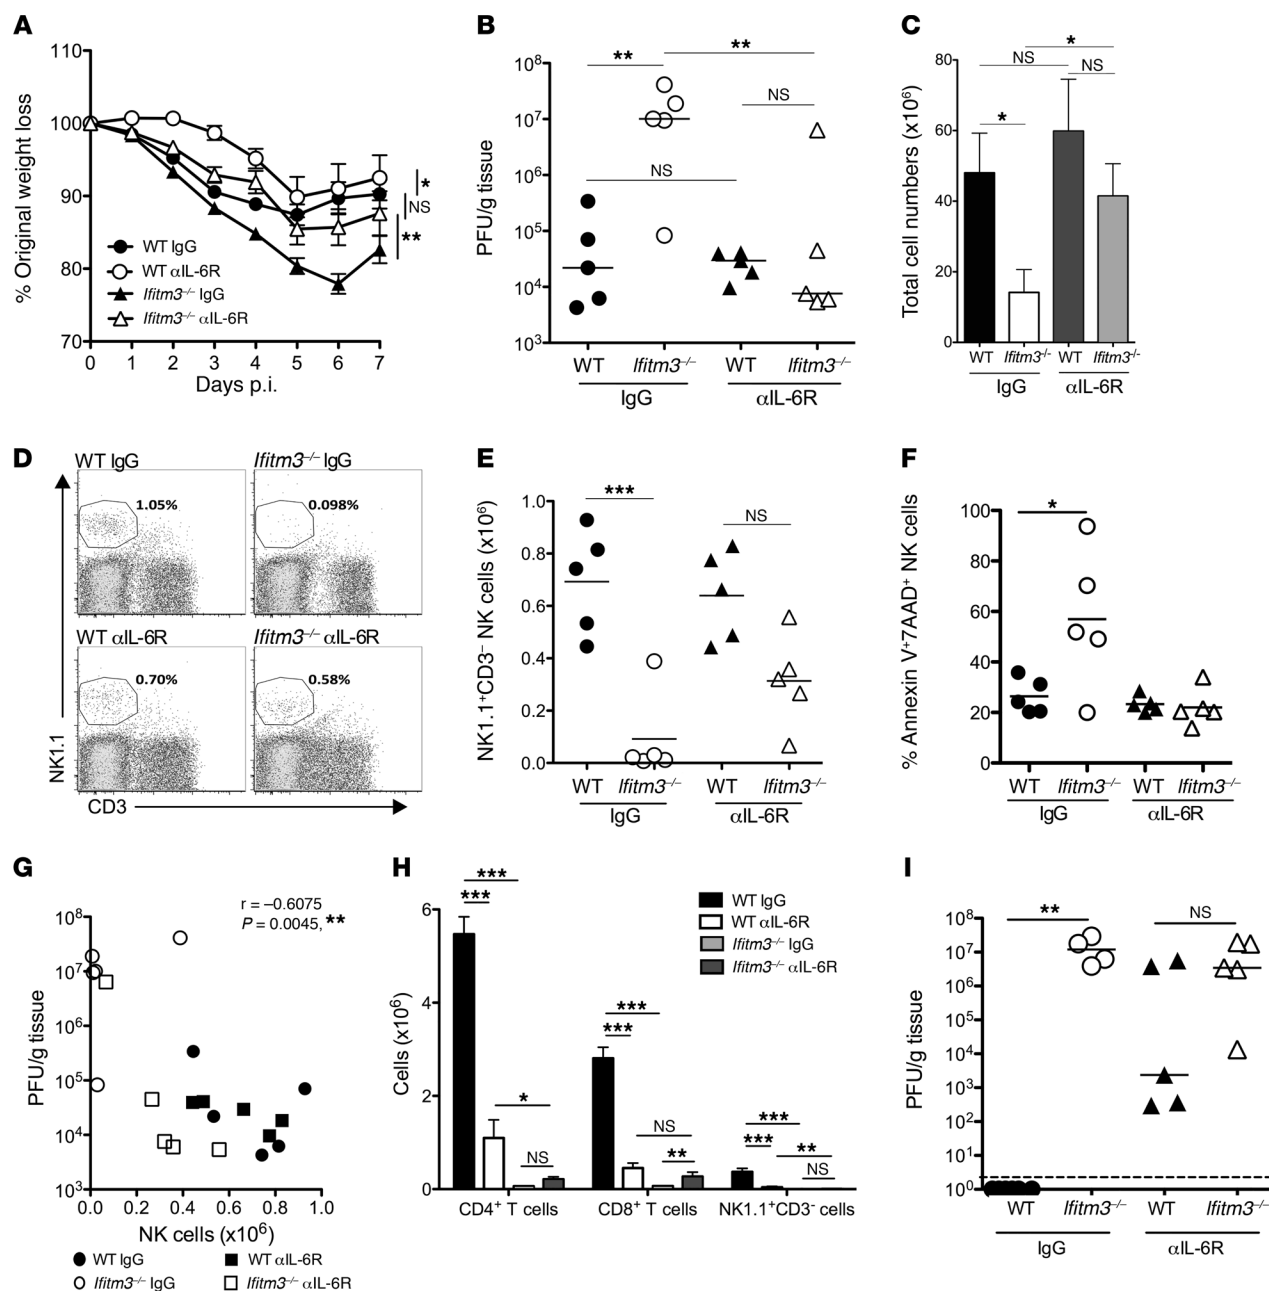 A
110
100
90
80
70
% Original weight loss
WT IgG
WT αIL-6R
Ifitm3–/– IgG
Ifitm3–/– αIL-6R
*
NS
**
0 1 2 3 4 5 6 7
Days p.i.
B
PFU/g tissue
10⁸
10⁷
10⁶
10⁵
10⁴
10³
** **
NS
NS
WT Ifitm3–/– WT Ifitm3–/–
IgG αIL-6R
C
Total cell numbers (x10⁶)
80
60
40
20
0
*
NS NS
*
WT Ifitm3-/- WT Ifitm3-/-
IgG αIL-6R
D
WT IgG Ifitm3–/– IgG
1.05% 0.098%
WT αIL-6R Ifitm3–/– αIL-6R
0.70% 0.58%
NK1.1
CD3
E
NK1.1⁺CD3⁻ NK cells (x10⁶)
1.0
0.8
0.6
0.4
0.2
0.0
*** NS
WT Ifitm3–/– WT Ifitm3–/–
IgG αIL-6R
F
% Annexin V⁺7AAD⁺ NK cells
100
80
60
40
20
0
*
WT Ifitm3–/– WT Ifitm3–/–
IgG αIL-6R
G
r = –0.6075
P = 0.0045, **
PFU/g tissue
10⁸
10⁷
10⁶
10⁵
10⁴
10³
0.0 0.2 0.4 0.6 0.8 1.0
NK cells (x10⁶)
WT IgG WT αIL-6R
Ifitm3–/– IgG Ifitm3–/– αIL-6R
H
Cells (x10⁶)
6
4
2
0
WT IgG
WT αIL-6R
Ifitm3–/– IgG
Ifitm3–/– αIL-6R
***
***
*
NS
***
***
NS
**
***
***
**
NS
CD4⁺ T cells CD8⁺ T cells NK1.1⁺CD3⁻ cells
I
PFU/g tissue
10⁸
10⁷
10⁶
10⁵
10⁴
10³
10²
10¹
10⁰
** NS
WT Ifitm3–/– WT Ifitm3–/–
IgG αIL-6R